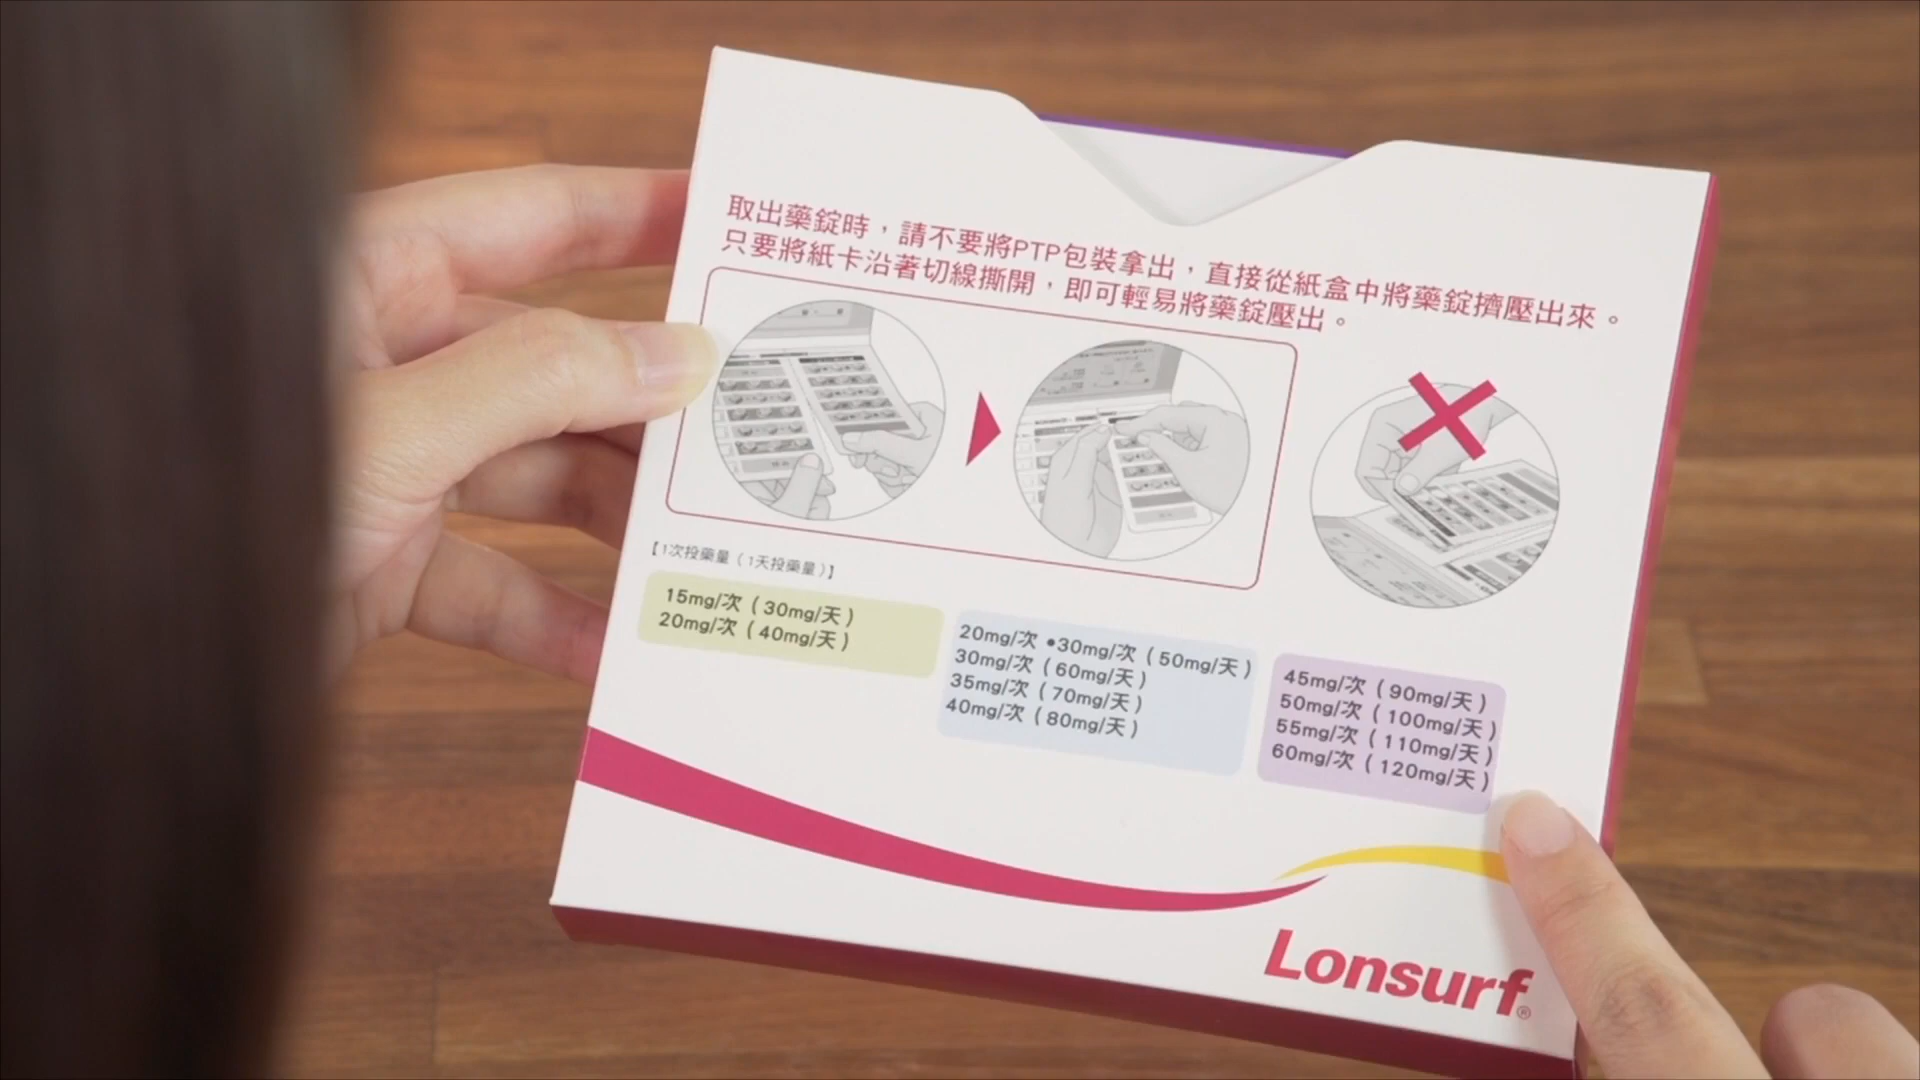 取出藥錠時，請不要將PTP包裝拿出，直接從紙盒中將藥錠擠壓出來。
只要將紙卡沿著切線撕開，即可輕易將藥錠壓出。
【1次投藥量（1天投藥量）】
15mg/次（30mg/天）
20mg/次（40mg/天）
20mg/次 •30mg/次（50mg/天）
30mg/次（60mg/天）
35mg/次（70mg/天）
40mg/次（80mg/天）
45mg/次（90mg/天）
50mg/次（100mg/天）
55mg/次（110mg/天）
60mg/次（120mg/天）
Lonsurf®